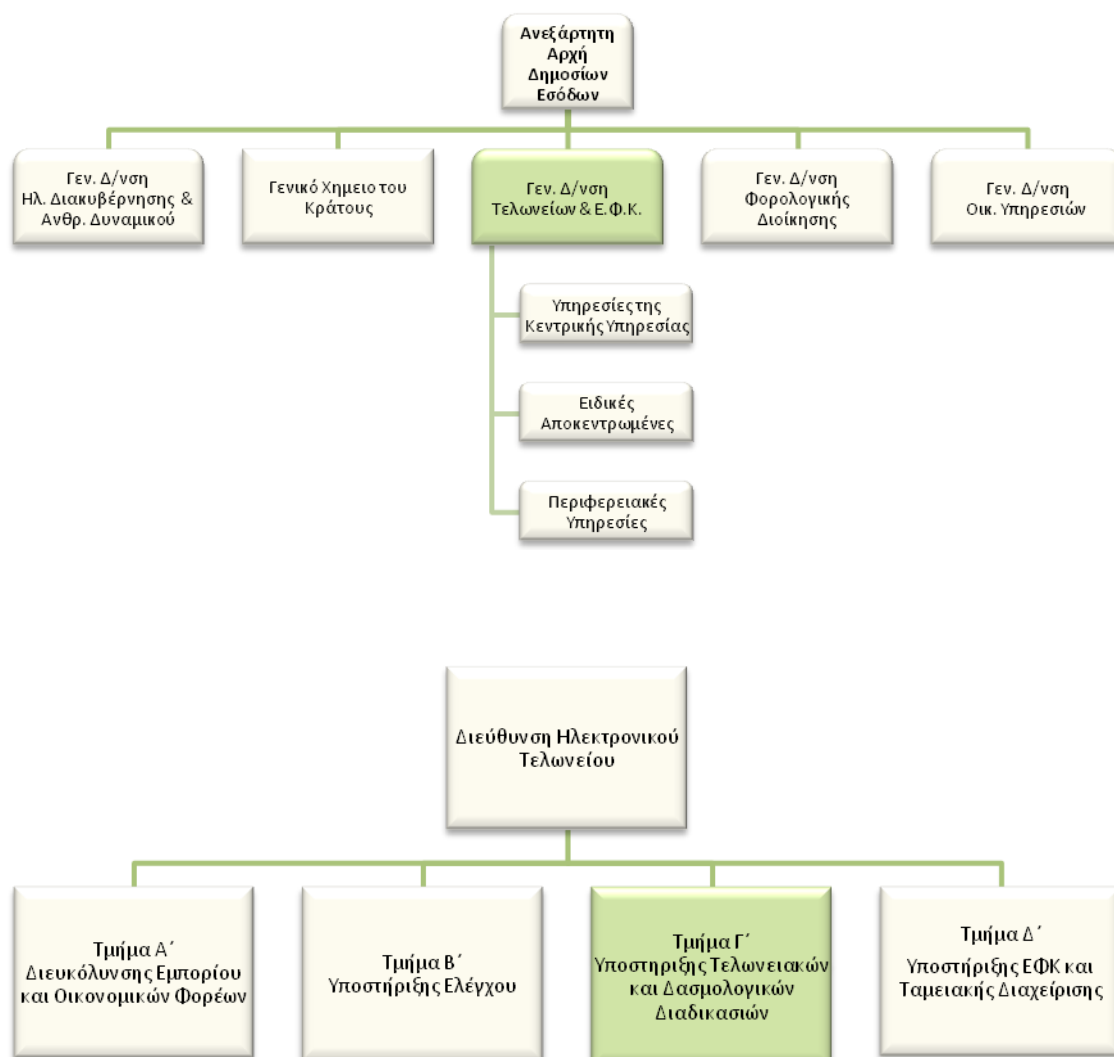 Ανεξάρτητη
Αρχή
Δημοσίων
Εσόδων
Γεν. Δ/νση
Ηλ. Διακυβέρνησης &
Ανθρ. Δυναμικού
Γενικό Χημειο του
Κράτους
Γεν. Δ/νση
Τελωνείων & Ε.Φ.Κ.
Γεν. Δ/νση
Φορολογικής
Διοίκησης
Γεν. Δ/νση
Οικ. Υπηρεσιών
Υπηρεσίες της
Κεντρικής Υπηρεσίας
Ειδικές
Αποκεντρωμένες
Περιφερειακές
Υπηρεσίες
Διεύθυνση Ηλεκτρονικού
Τελωνείου
Τμήμα Α΄
Διευκόλυνσης Εμπορίου
και Οικονομικών Φορέων
Τμήμα Β΄
Υποστήριξης Ελέγχου
Τμήμα Γ΄
Υποστηριξης Τελωνειακών
και Δασμολογικών
Διαδικασιών
Τμήμα Δ΄
Υποστήριξης ΕΦΚ και
Ταμειακής Διαχείρισης